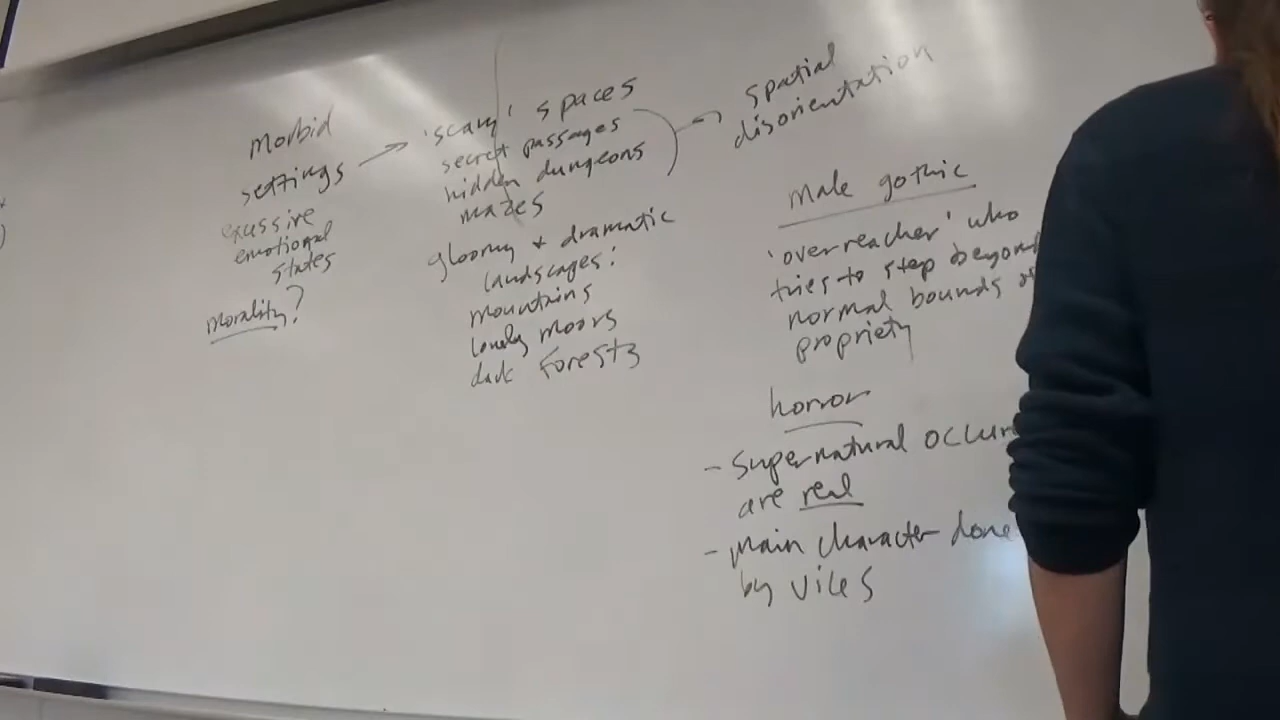 morbid
settings
excessive
emotional
states
morality?
'scary' spaces
secret passages
hidden dungeons
mazes
gloomy + dramatic
landscapes:
mountains
lonely moors
dark forests
spatial
disorientation
male gothic
'overreacher' who
tries to step beyond
normal bounds of
propriety
horror
- supernatural
are real
- main character done
by vices